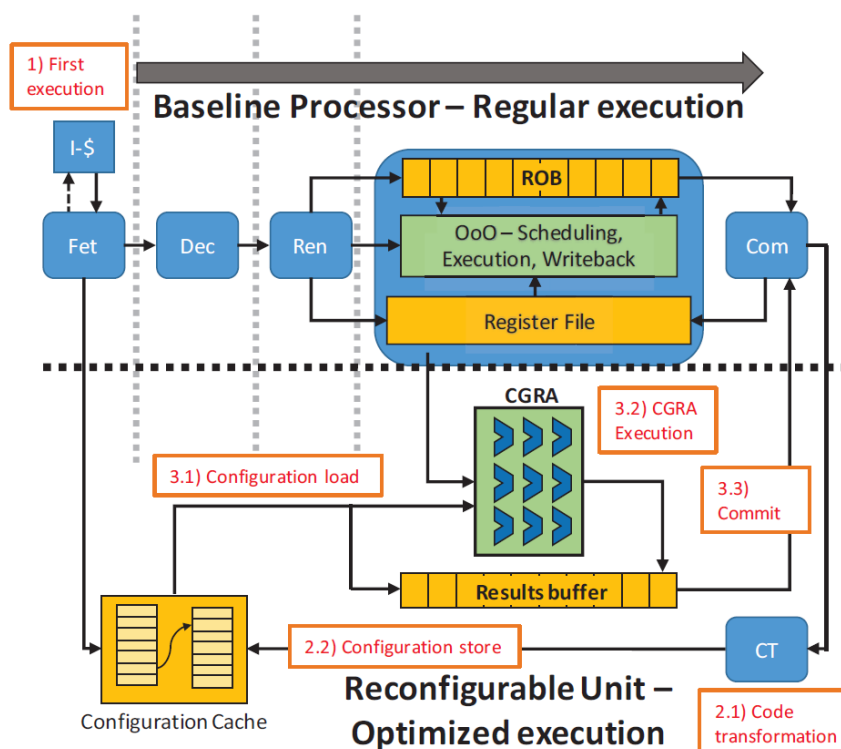 1) First
execution
Baseline Processor – Regular execution
I-$
ROB
Fet
Dec
Ren
OoO – Scheduling,
Execution, Writeback
Com
Register File
CGRA
3.2) CGRA
Execution
3.1) Configuration load
3.3)
Commit
Results buffer
2.2) Configuration store
CT
Configuration Cache
Reconfigurable Unit –
Optimized execution
2.1) Code
transformation